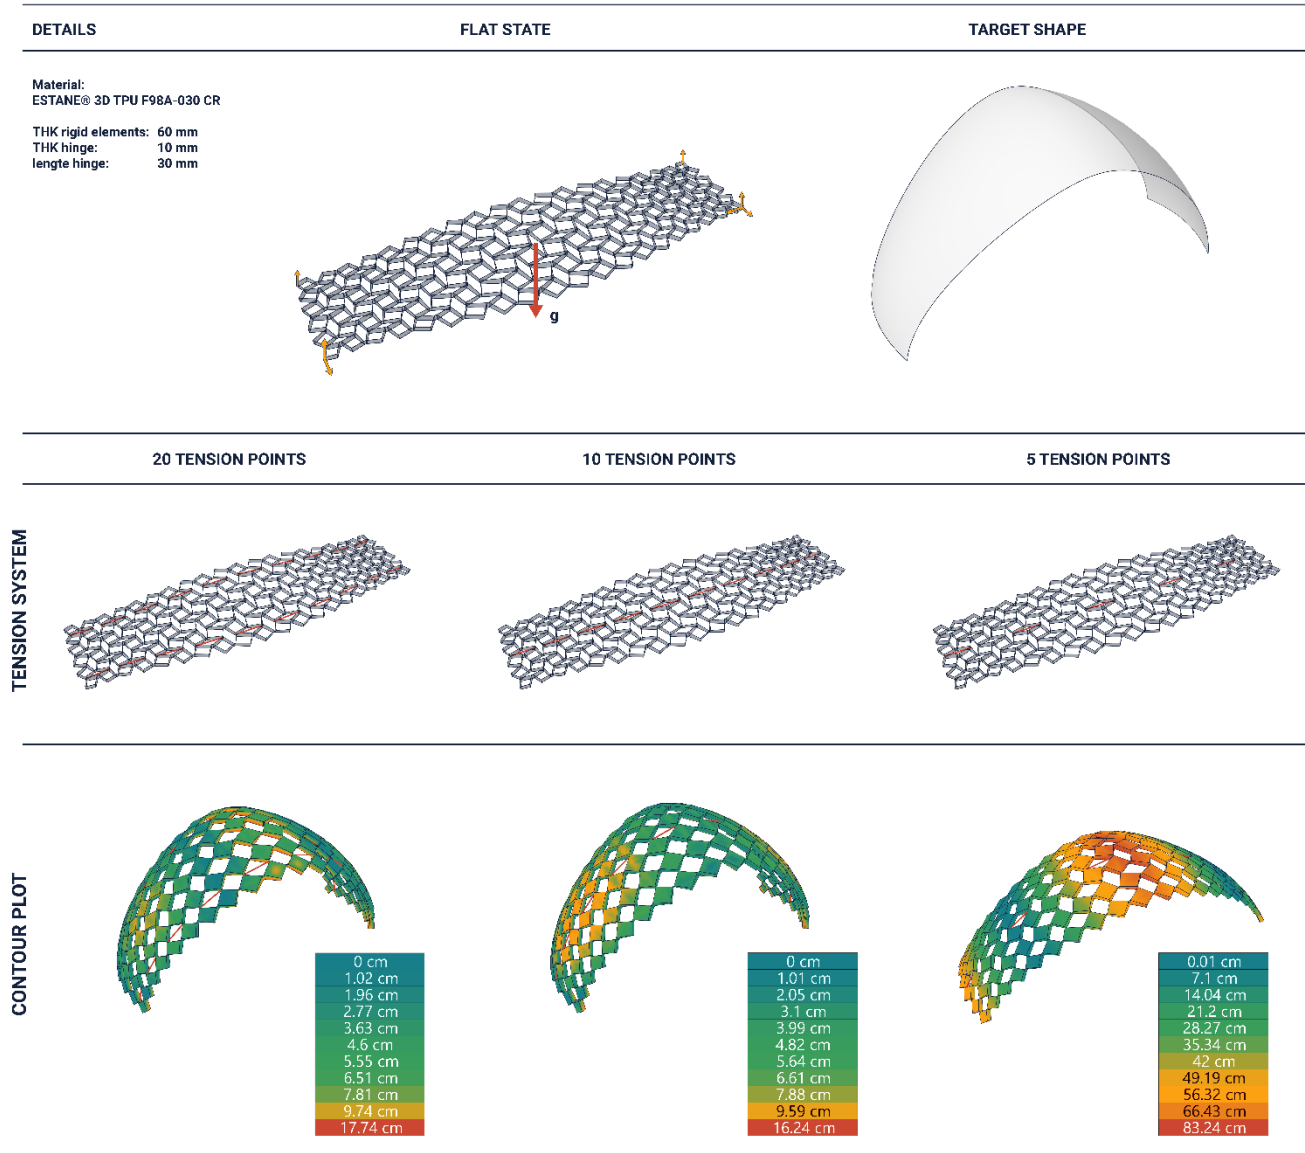 DETAILS
FLAT STATE
TARGET SHAPE
Material:
ESTANE® 3D TPU F98A-030 CR
THK rigid elements: 60 mm
THK hinge: 10 mm
lengte hinge: 30 mm
g
20 TENSION POINTS
10 TENSION POINTS
5 TENSION POINTS
TENSION SYSTEM
CONTOUR PLOT
0 cm
1.02 cm
1.96 cm
2.77 cm
3.63 cm
4.6 cm
5.55 cm
6.51 cm
7.81 cm
9.74 cm
17.74 cm
0 cm
1.01 cm
2.05 cm
3.1 cm
3.99 cm
4.82 cm
5.64 cm
6.61 cm
7.88 cm
9.59 cm
16.24 cm
0.01 cm
7.1 cm
14.04 cm
21.2 cm
28.27 cm
35.34 cm
42 cm
49.19 cm
56.32 cm
66.43 cm
83.24 cm